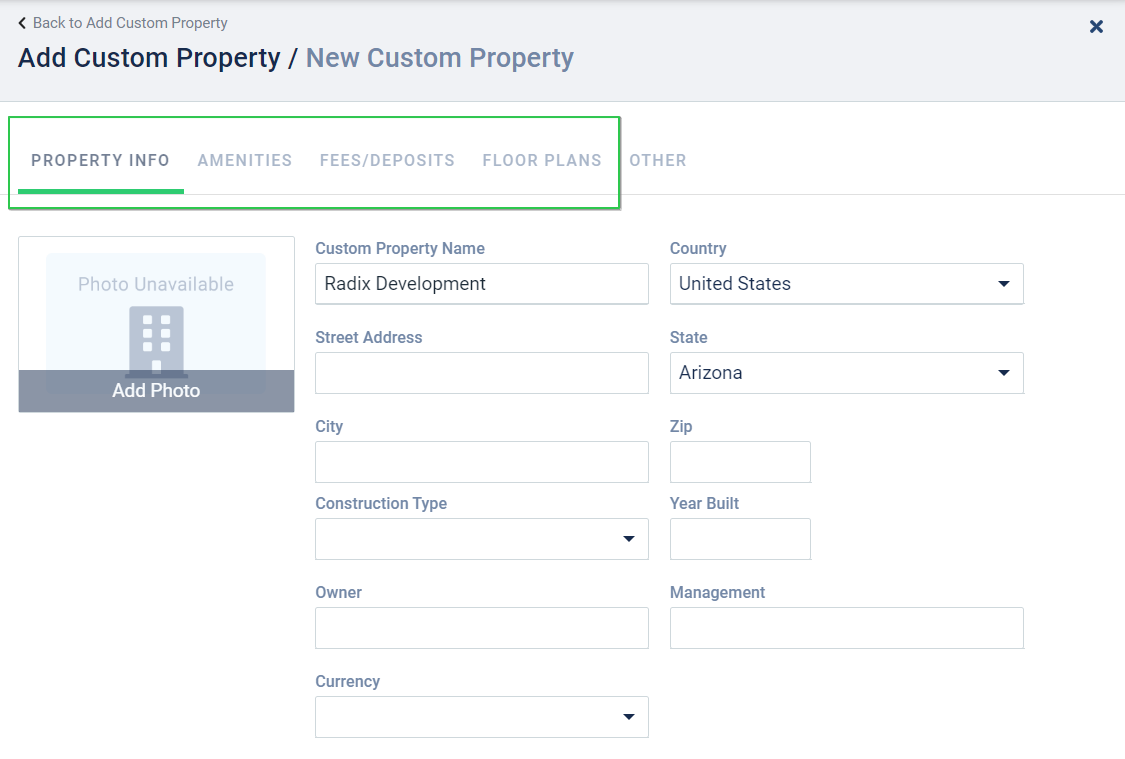 Back to Add Custom Property
Add Custom Property / New Custom Property
PROPERTY INFO AMENITIES FEES/DEPOSITS FLOOR PLANS OTHER
Photo Unavailable
Add Photo
Custom Property Name
Radix Development
Country
United States
Street Address
State
Arizona
City
Zip
Construction Type
Year Built
Owner
Management
Currency